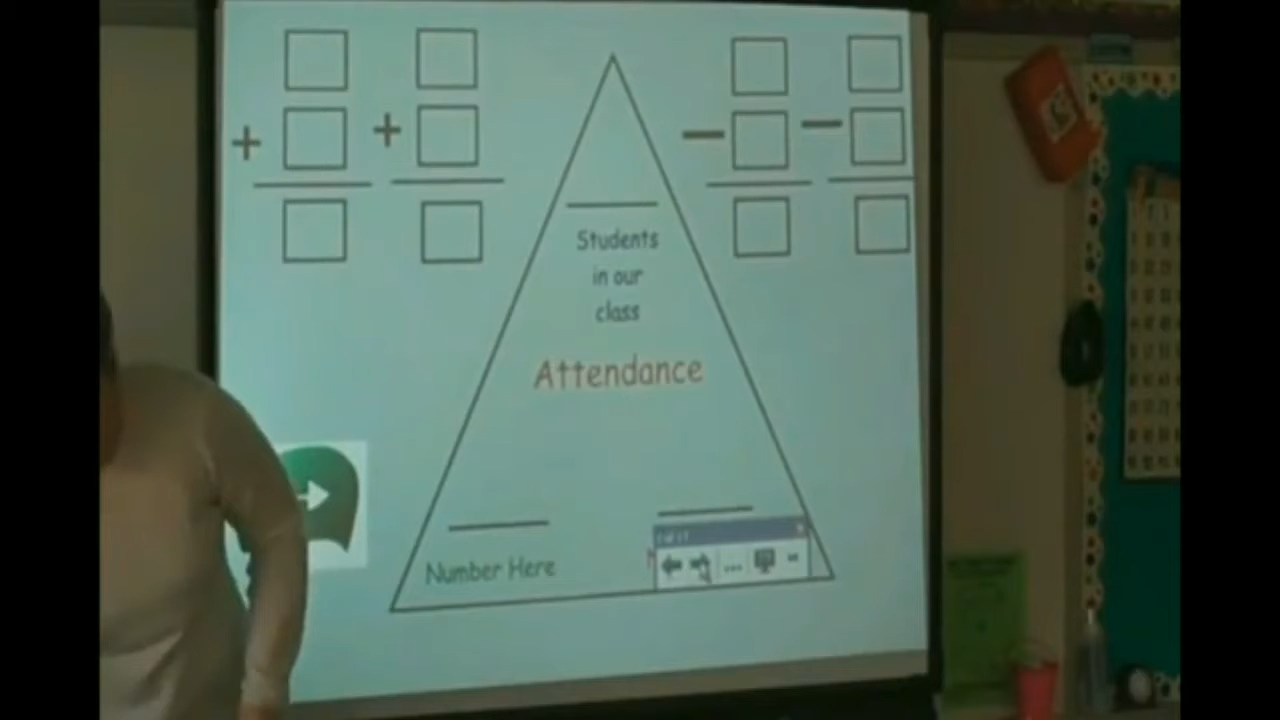 +
+
Students
in our
class
Attendance
Number Here
...